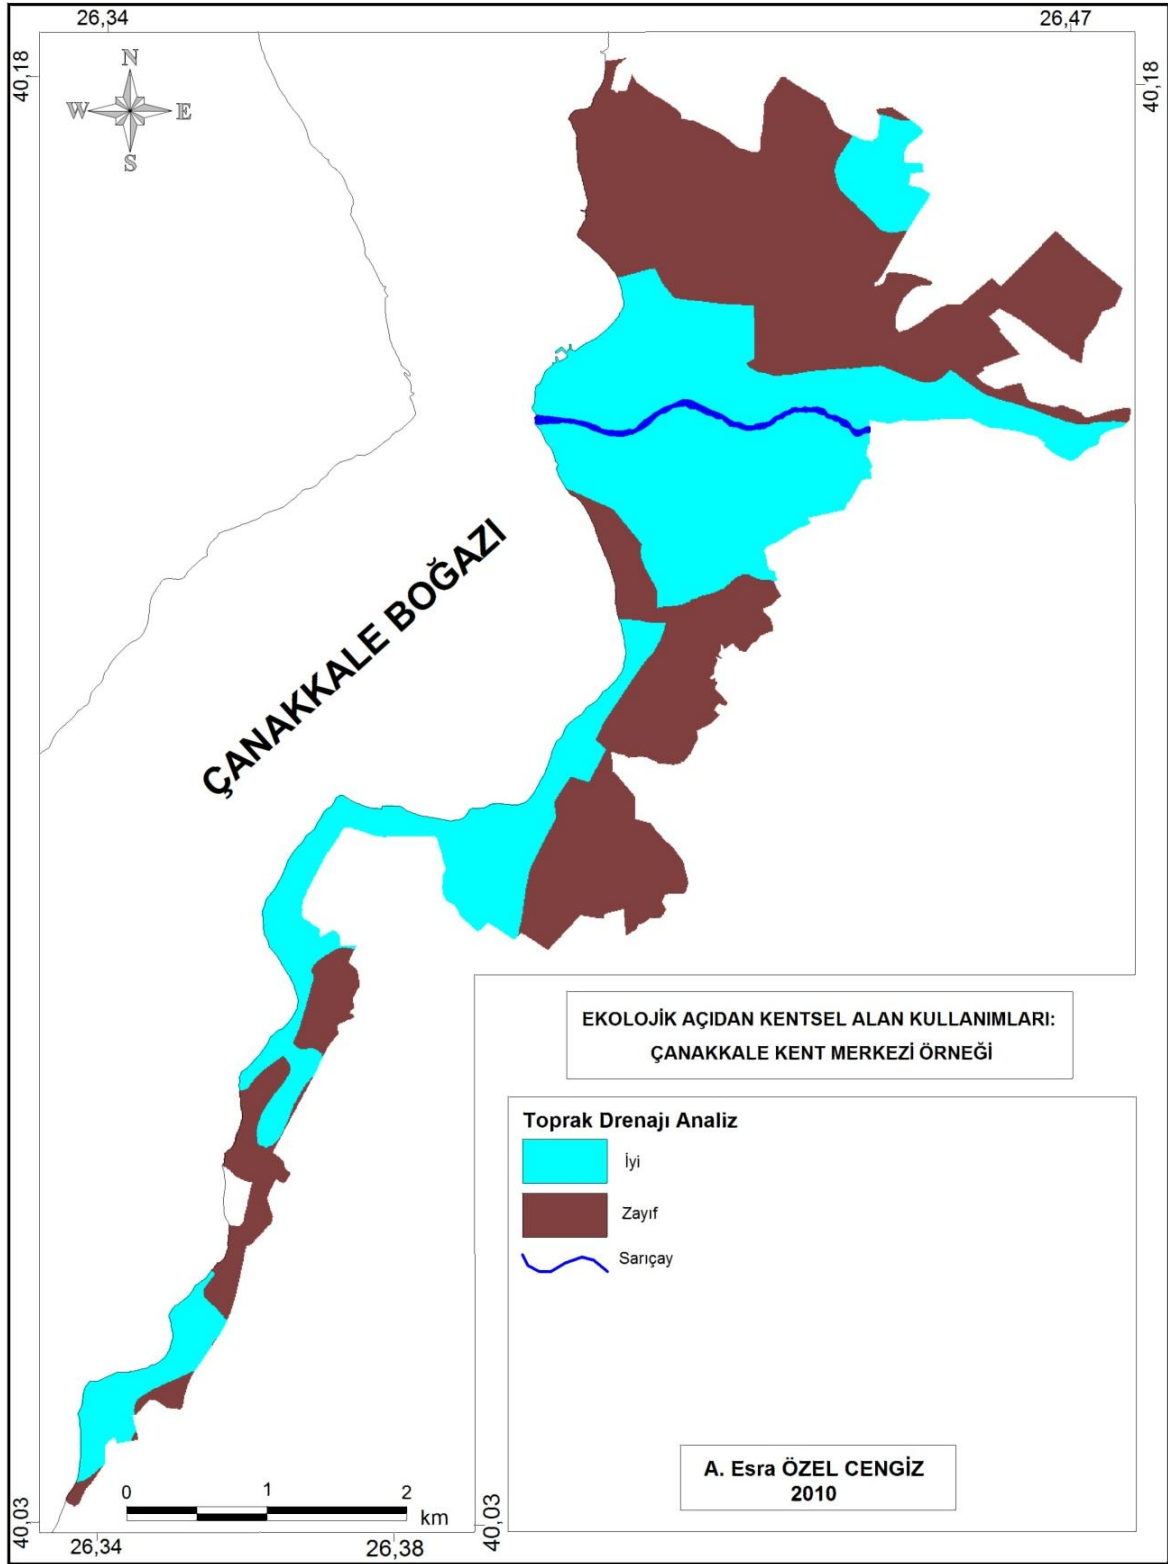 26,34
26,47
40,18
40,18
N
W E
S
ÇANAKKALE BOĞAZI
EKOLOJİK AÇIDAN KENTSEL ALAN KULLANIMLARI:
ÇANAKKALE KENT MERKEZİ ÖRNEĞİ
Toprak Drenajı Analiz
İyi
Zayıf
Sarıçay
A. Esra ÖZEL CENGİZ
2010
0 1 2
km
40,03
40,03
26,34
26,38